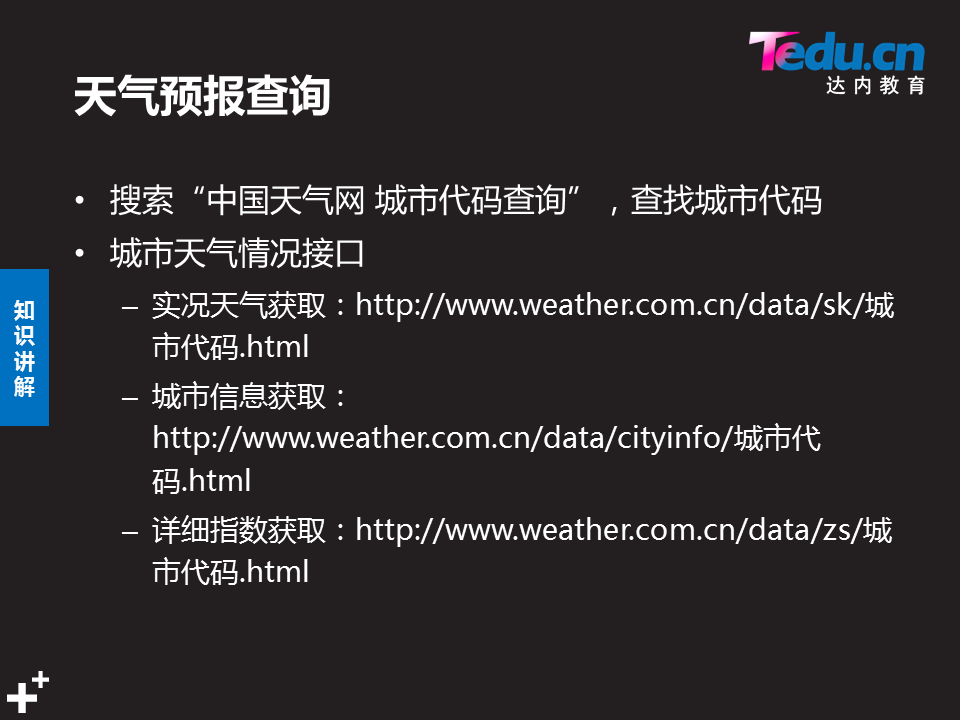 Tedu.cn
达内教育
天气预报查询
• 搜索“中国天气网 城市代码查询”，查找城市代码
• 城市天气情况接口
– 实况天气获取：http://www.weather.com.cn/data/sk/城
市代码.html
– 城市信息获取：
http://www.weather.com.cn/data/cityinfo/城市代
码.html
– 详细指数获取：http://www.weather.com.cn/data/zs/城
市代码.html
知
识
讲
解